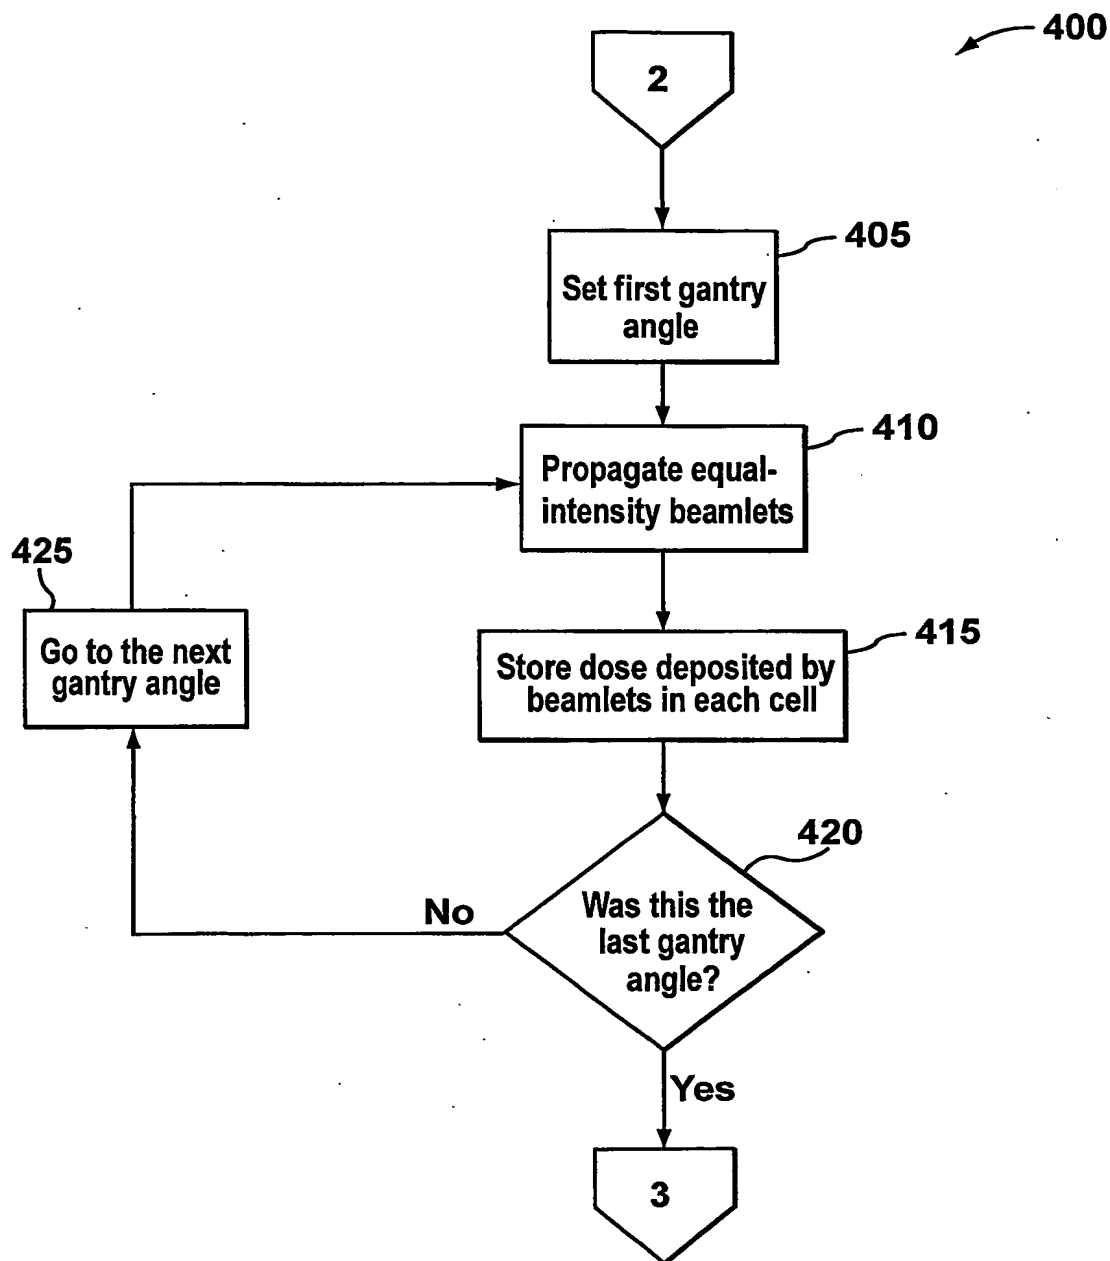 400
2
405
Set first gantry
angle
410
Propagate equal-
intensity beamlets
425
Go to the next
gantry angle
415
Store dose deposited by
beamlets in each cell
420
Was this the
last gantry
angle?
No
Yes
3